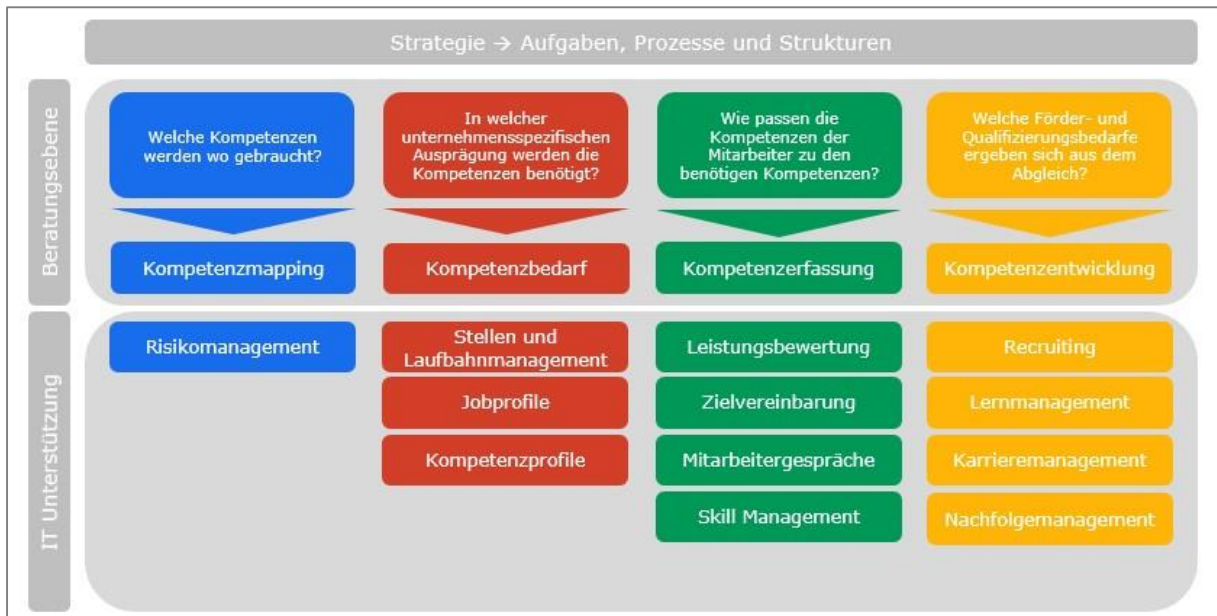 Strategie → Aufgaben, Prozesse und Strukturen
Beratungsebene
Welche Kompetenzen
werden wo gebraucht?
In welcher
unternehmensspezifischen
Ausprägung werden die
Kompetenzen benötigt?
Wie passen die
Kompetenzen der
Mitarbeiter zu den
benötigen Kompetenzen?
Welche Förder- und
Qualifizierungsbedarfe
ergeben sich aus dem
Abgleich?
Kompetenzmapping
Kompetenzbedarf
Kompetenzerfassung
Kompetenzentwicklung
IT Unterstützung
Risikomanagement
Stellen und
Laufbahnmanagement
Jobprofile
Kompetenzprofile
Leistungsbewertung
Zielvereinbarung
Mitarbeitergespräche
Skill Management
Recruiting
Lernmanagement
Karrieremanagement
Nachfolgemanagement